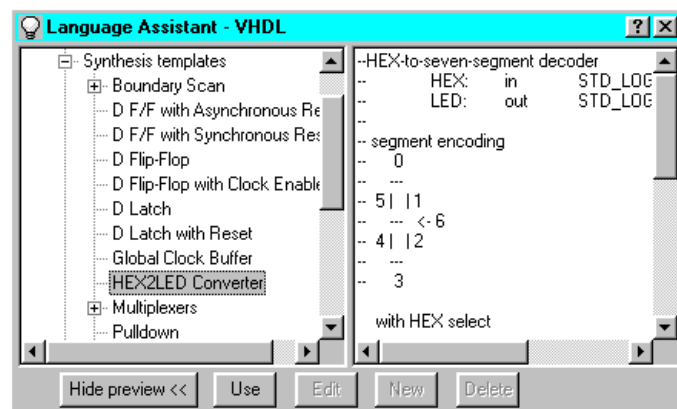 Language Assistant - VHDL
Synthesis templates
Boundary Scan
D F/F with Asynchronous Re
D F/F with Synchronous Res
D Flip-Flop
D Flip-Flop with Clock Enable
D Latch
D Latch with Reset
Global Clock Buffer
HEX2LED Converter
Multiplexers
Pulldown
--HEX-to-seven-segment decoder
-- HEX: in STD_LOG
-- LED: out STD_LOG
--
-- segment encoding
-- 0
-- ---
-- 5| |1
-- --- <- 6
-- 4| |2
-- ---
-- 3
with HEX select
Hide preview << Use Edit New Delete